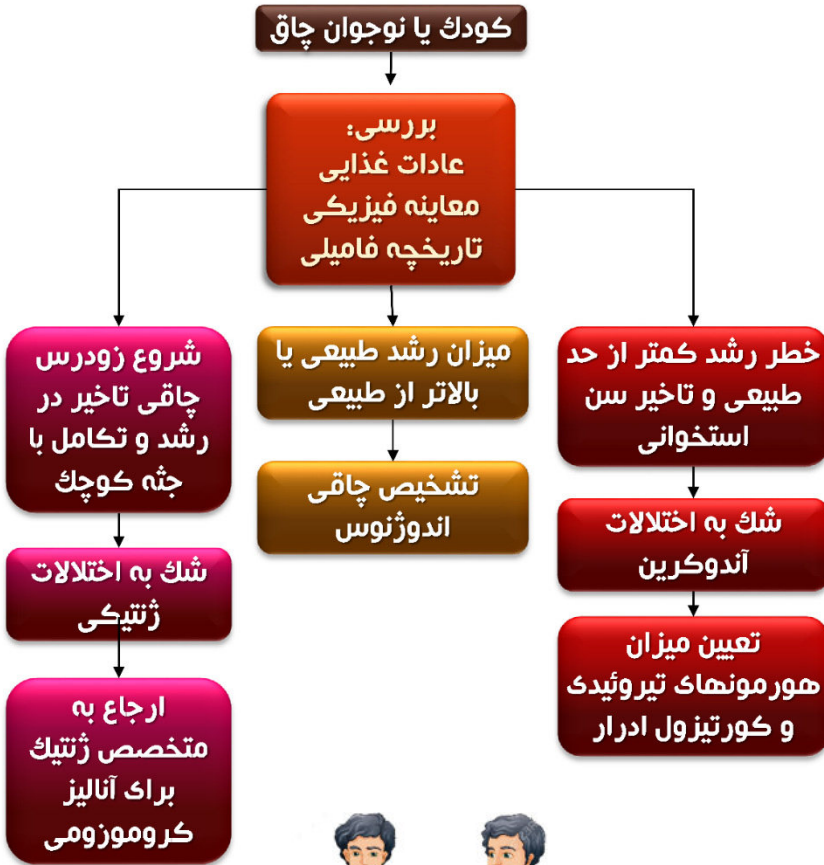 کودك یا نوجوان چاق
بررسی:
عادات غذایی
معاینه فیزیکی
تاریخچه فامیلی
خطر رشد کمتر از حد
طبیعی و تاخیر سن
استخوانی
شك به اختلالات
آندوکرین
تعیین میزان
هورمونهای تیروئیدی
و کورتیزول ادرار
میزان رشد طبیعی یا
بالاتر از طبیعی
تشخیص چاقی
اندوژنوس
شروع زودرس
چاقی تاخیر در
رشد و تکامل با
جثه کوچك
شك به اختلالات
ژنتیکی
ارجاع به
متخصص ژنتیك
برای آنالیز
کروموزومی